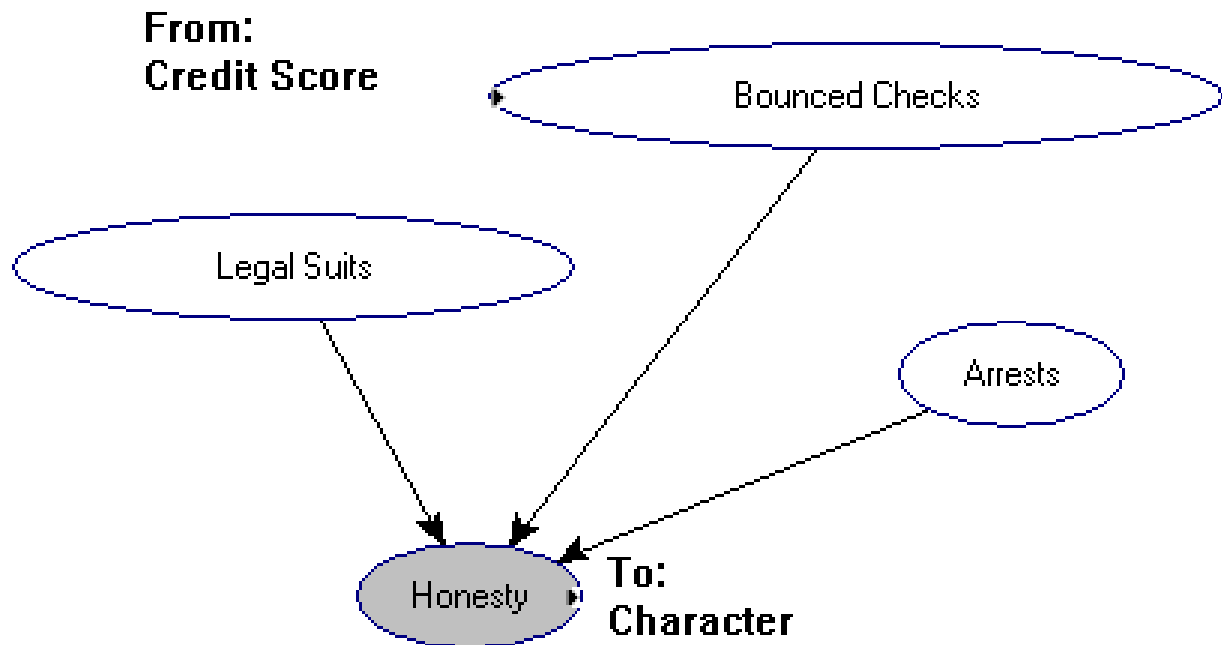 From:
Credit Score
Bounced Checks
Legal Suits
Arrests
Honesty
To:
Character